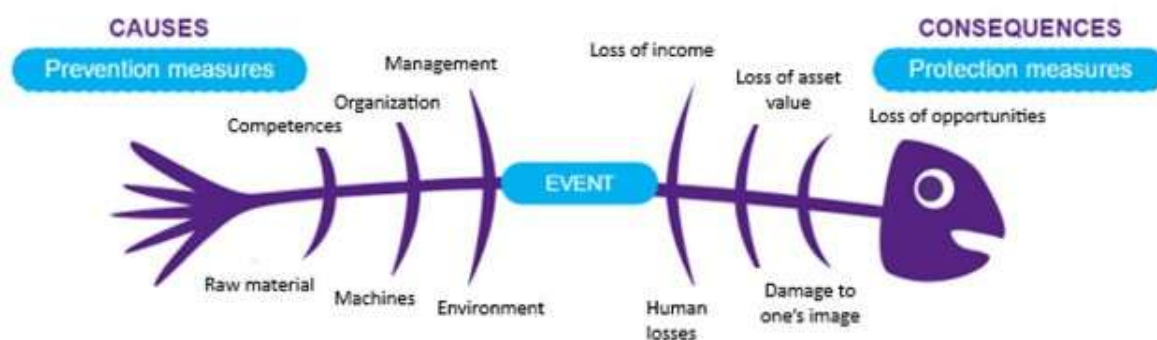 CAUSES
Prevention measures
Management
Organization
Competences
Raw material
Machines
Environment
EVENT
CONSEQUENCES
Protection measures
Loss of income
Loss of asset
value
Loss of opportunities
Human
losses
Damage to
one's image